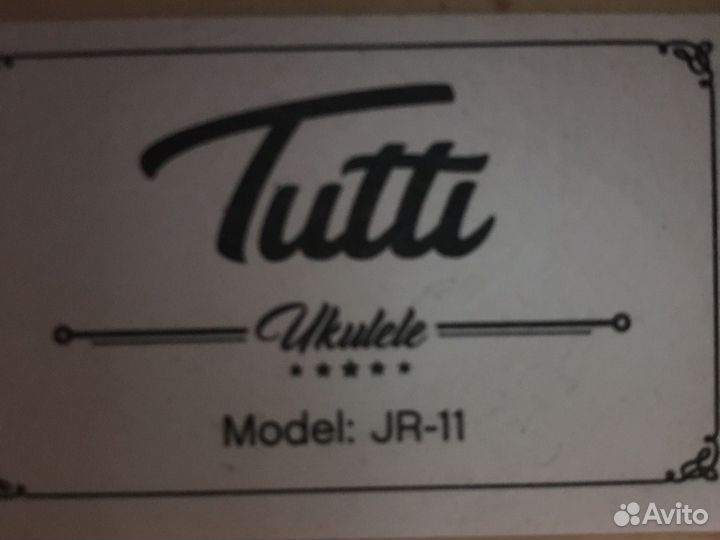 Tutti
Ukulele
Model: JR-11
Avito